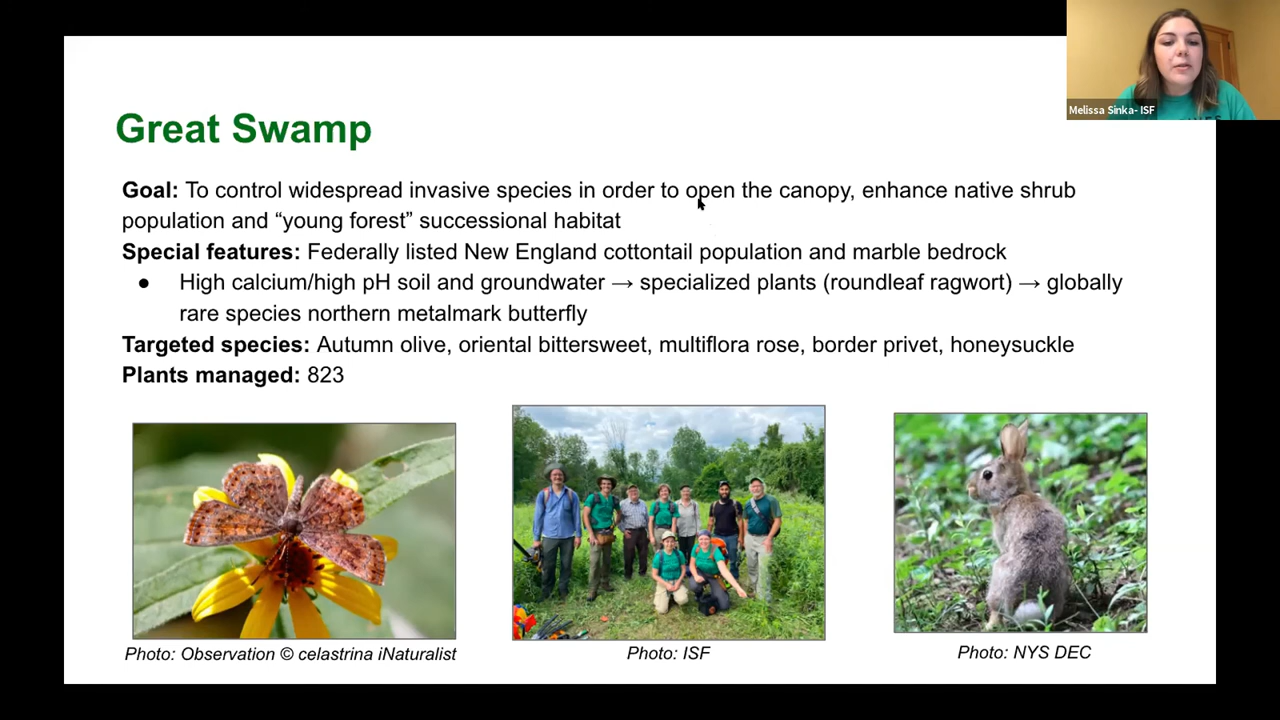 Melissa Sinka- ISF
Great Swamp
Goal: To control widespread invasive species in order to open the canopy, enhance native shrub
population and “young forest” successional habitat
Special features: Federally listed New England cottontail population and marble bedrock
● High calcium/high pH soil and groundwater → specialized plants (roundleaf ragwort) → globally
rare species northern metalmark butterfly
Targeted species: Autumn olive, oriental bittersweet, multiflora rose, border privet, honeysuckle
Plants managed: 823
Photo: Observation © celastrina iNaturalist
Photo: ISF
Photo: NYS DEC